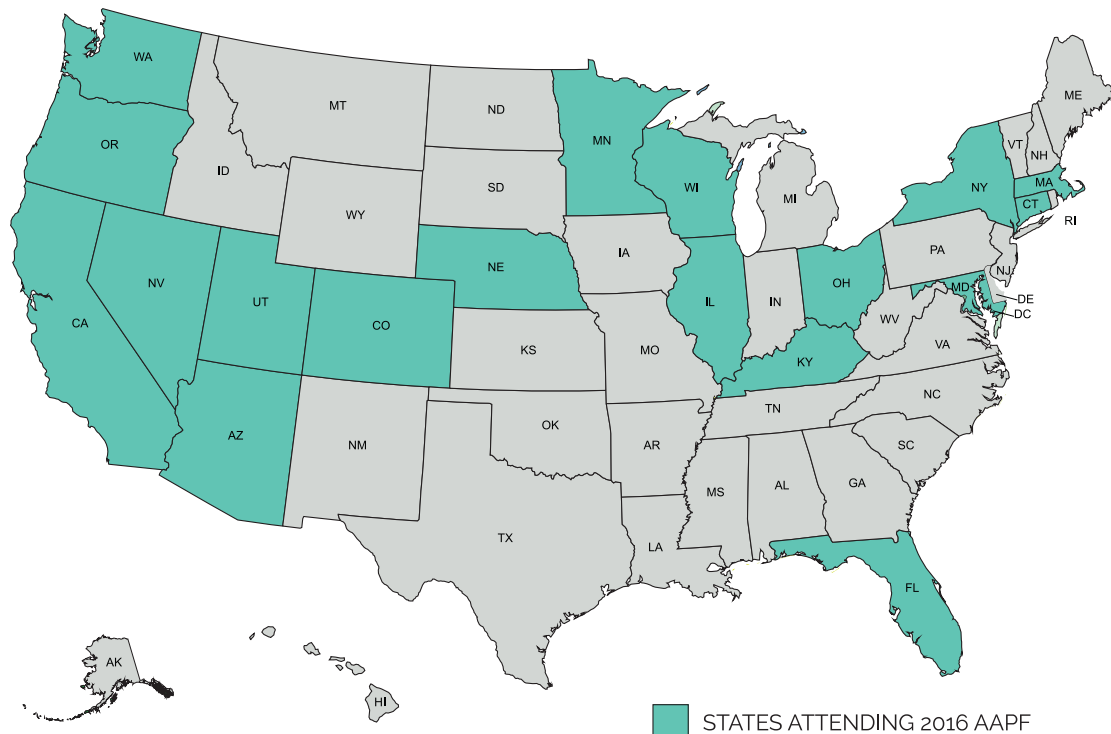 WA
MT
ND
MN
ME
OR
ID
SD
WI
VT
NH
NY
MA
CT
RI
WY
MI
IA
PA
NJ
NE
NV
UT
CO
IL
IN
OH
MD
DE
DC
WV
CA
KS
MO
KY
VA
AZ
NM
OK
TN
NC
AR
SC
MS
AL
GA
TX
LA
FL
AK
HI
STATES ATTENDING 2016 AAPF